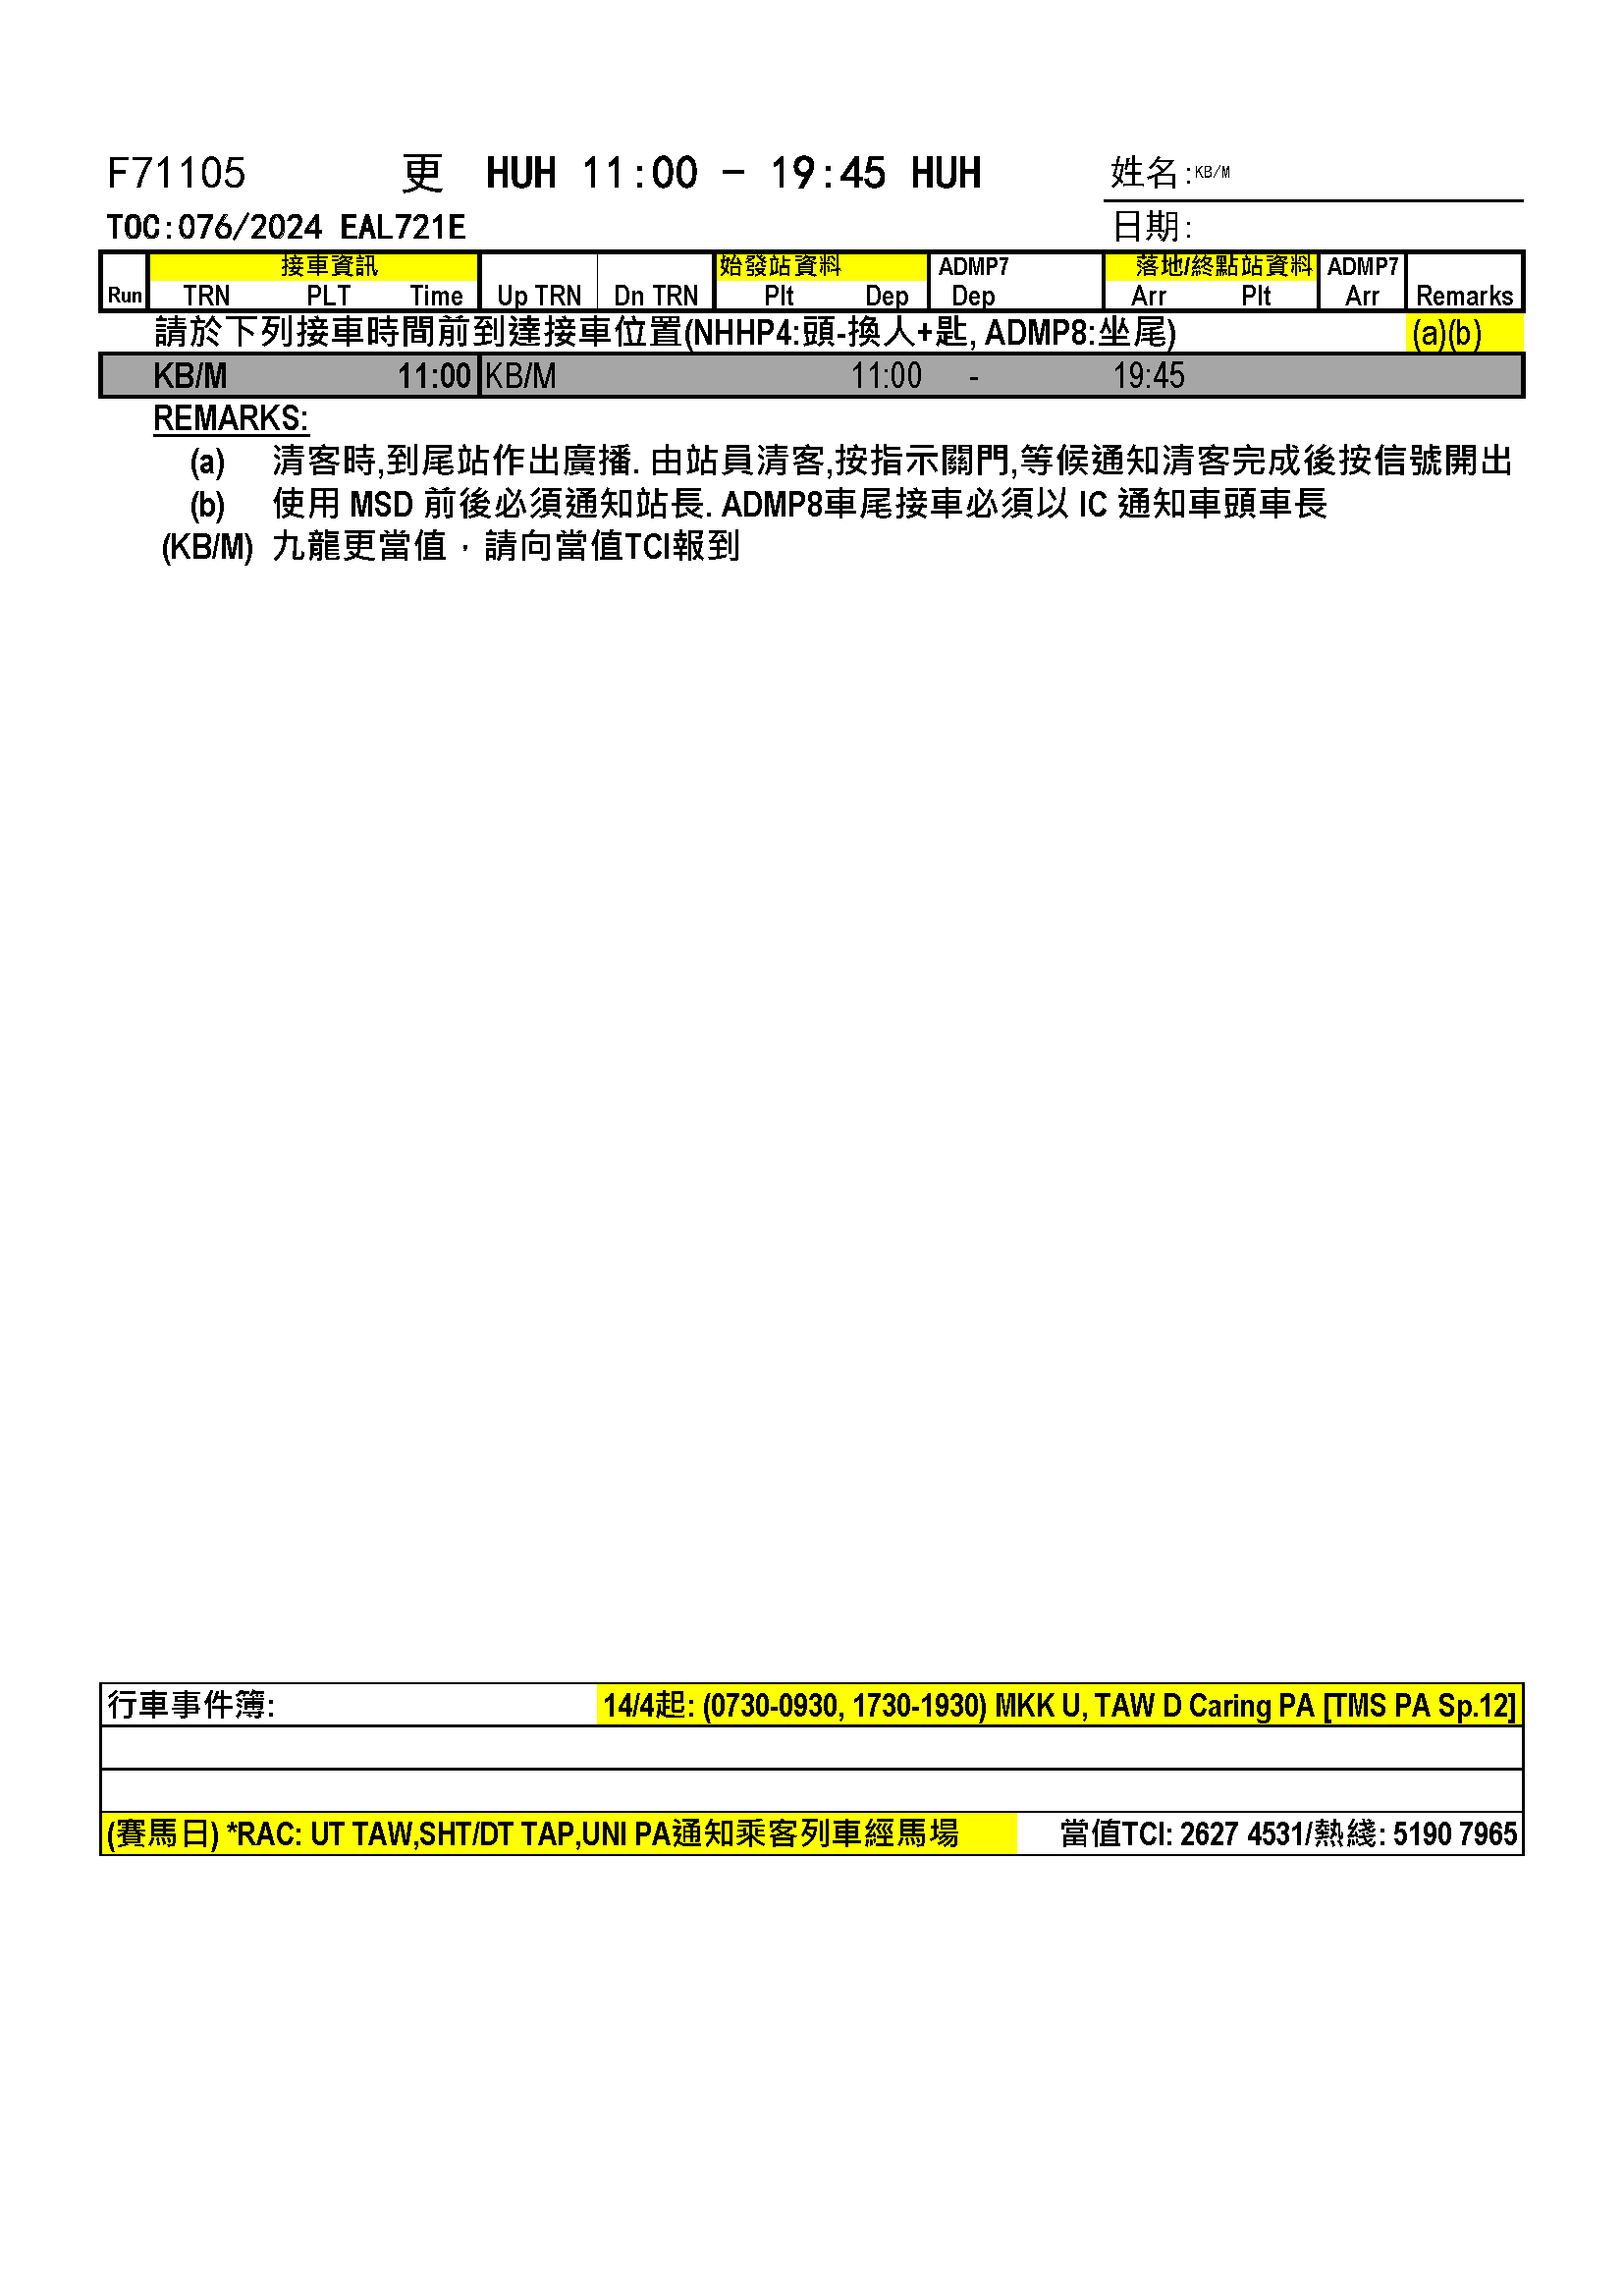 F71105 更 HUH 11:00 - 19:45 HUH 姓名:KB/M
TOC:076/2024 EAL721E 日期:
接車資訊 始發站資料 ADMP7 落地/終點站資料 ADMP7
Run TRN PLT Time Up TRN Dn TRN Plt Dep Dep Arr Plt Arr Remarks
請於下列接車時間前到達接車位置(NHHP4:頭-換人+匙, ADMP8:坐尾) (a)(b)
KB/M 11:00 KB/M 11:00 - 19:45
REMARKS:
(a) 清客時,到尾站作出廣播. 由站員清客,按指示關門,等候通知清客完成後按信號開出
(b) 使用 MSD 前後必須通知站長. ADMP8車尾接車必須以 IC 通知車頭車長
(KB/M) 九龍更當值，請向當值TCI報到
行車事件簿: 14/4起: (0730-0930, 1730-1930) MKK U, TAW D Caring PA [TMS PA Sp.12]
(賽馬日) *RAC: UT TAW,SHT/DT TAP,UNI PA通知乘客列車經馬場 當值TCI: 2627 4531/熱綫: 5190 7965